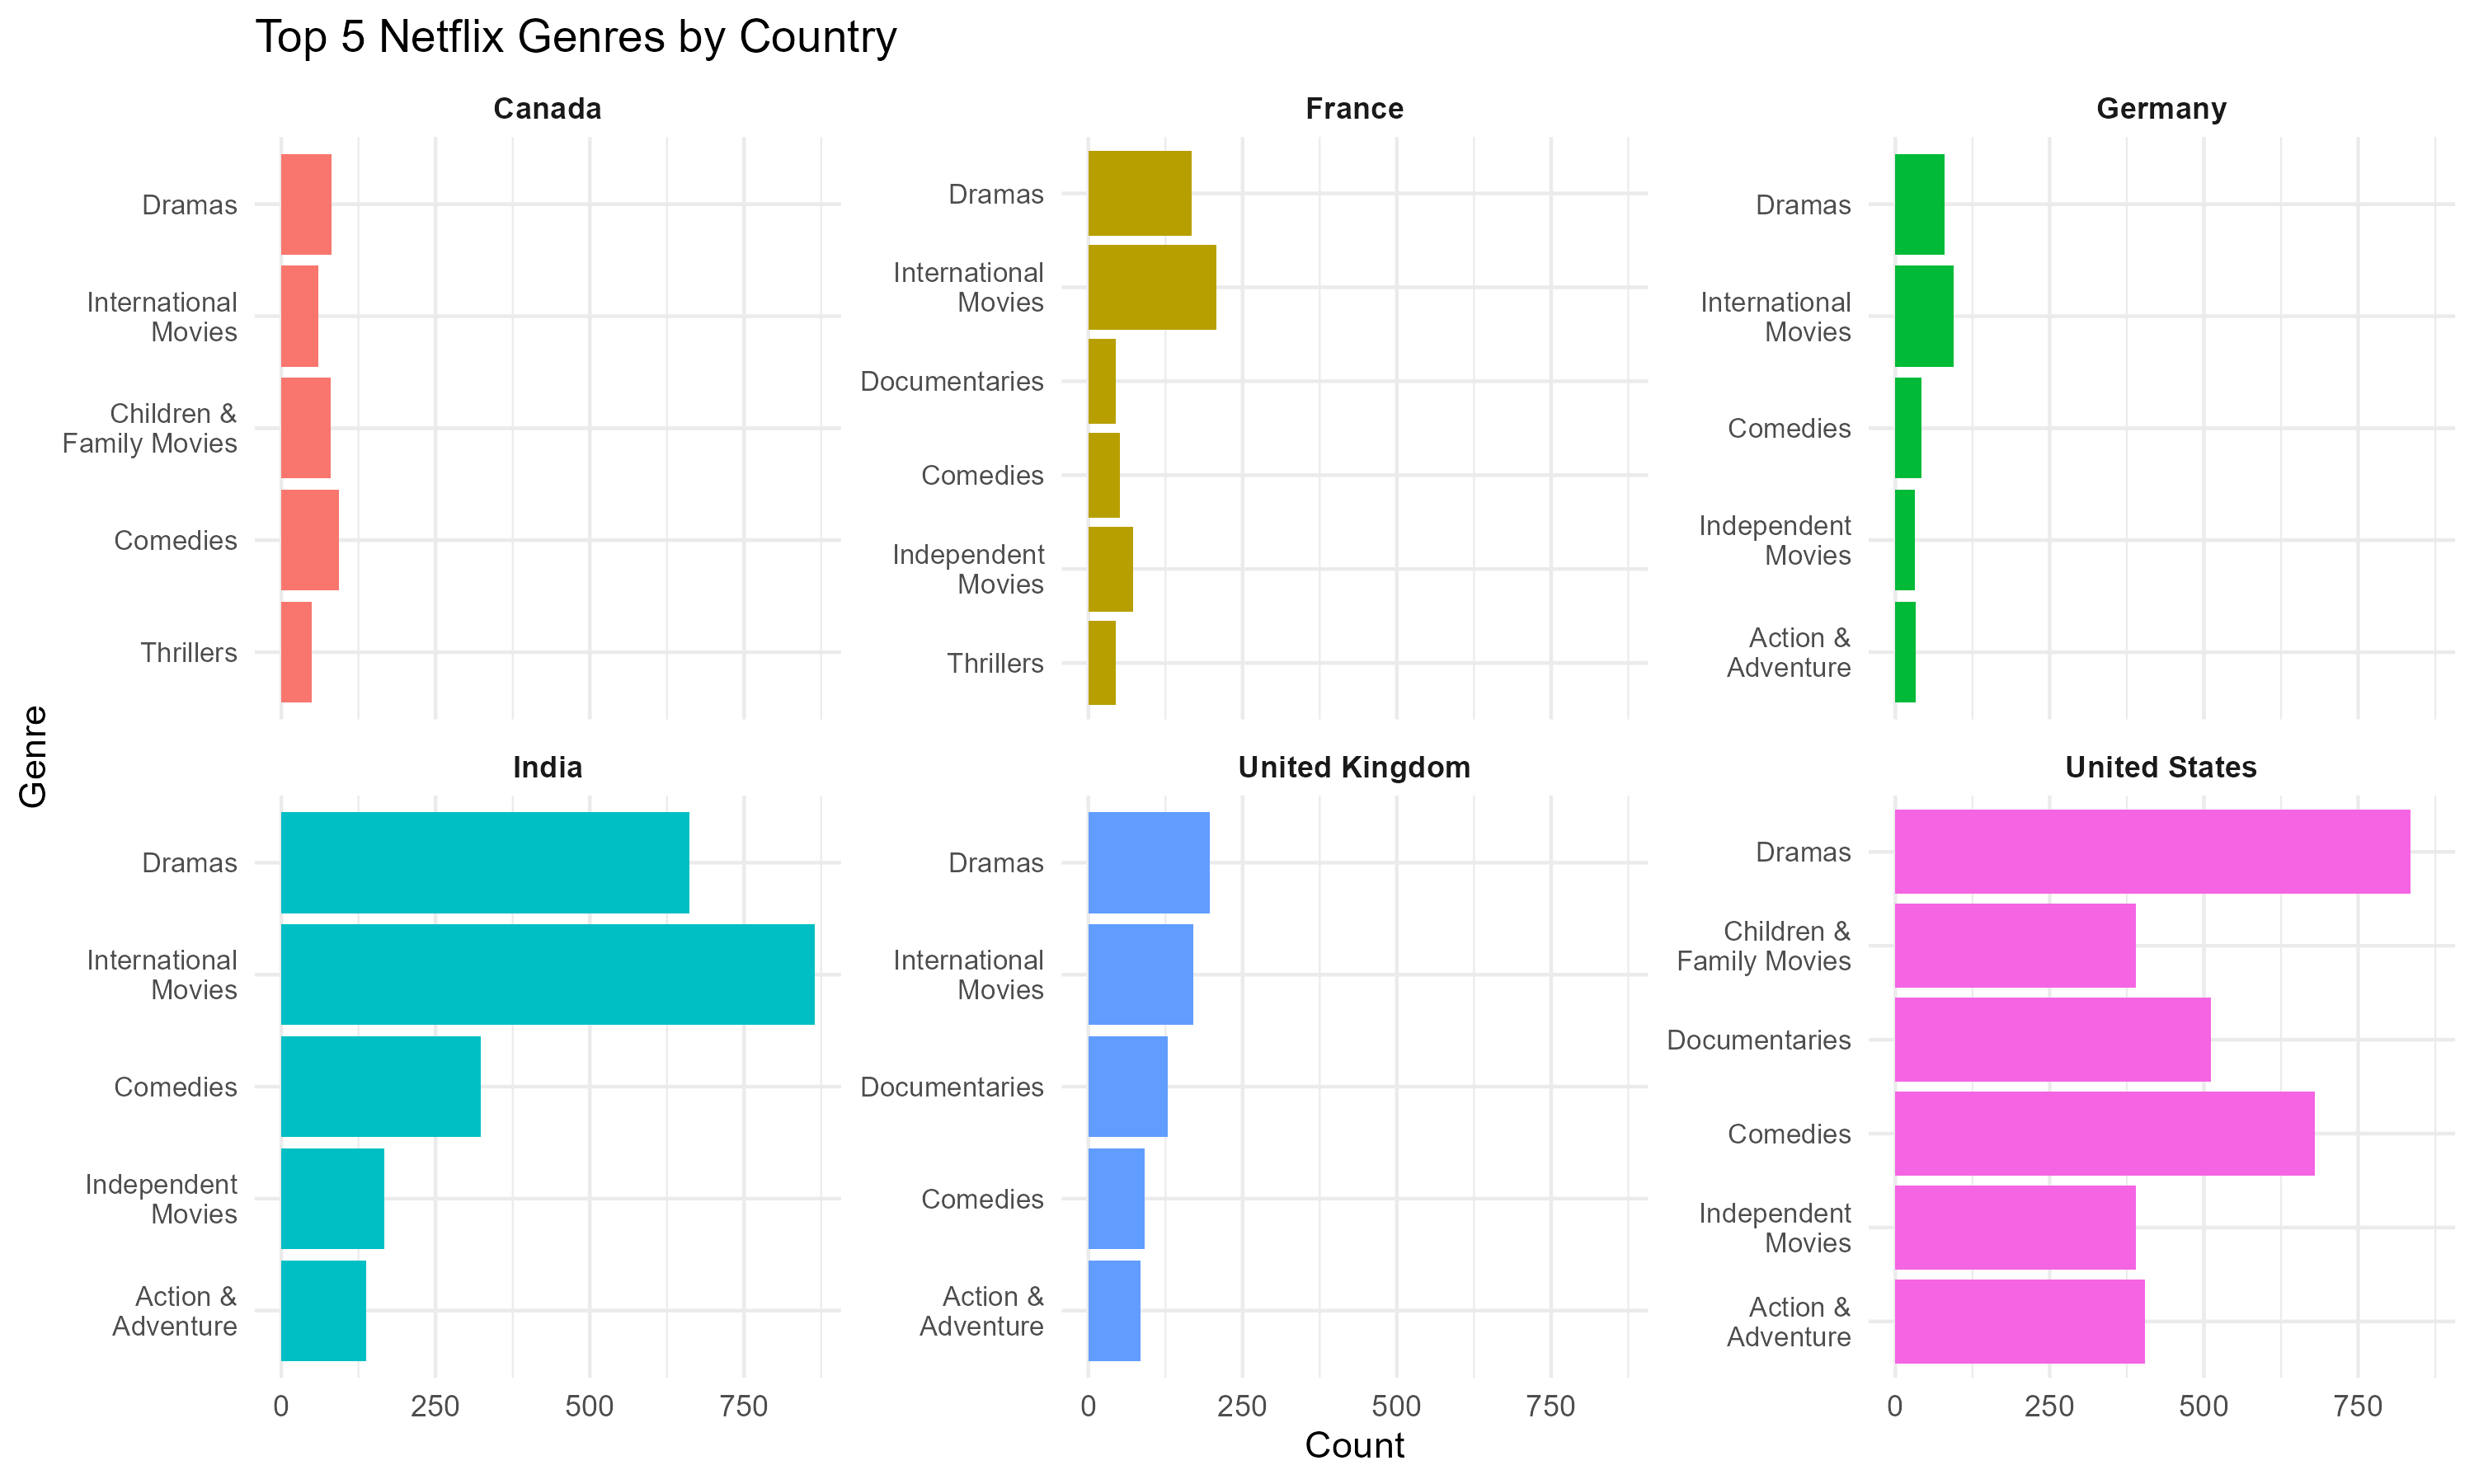 Top 5 Netflix Genres by Country
Canada
Dramas
International
Movies
Children &
Family Movies
Comedies
Thrillers
France
Dramas
International
Movies
Documentaries
Comedies
Independent
Movies
Thrillers
Germany
Dramas
International
Movies
Comedies
Independent
Movies
Action &
Adventure
Genre
India
Dramas
International
Movies
Comedies
Independent
Movies
Action &
Adventure
0 250 500 750
United Kingdom
Dramas
International
Movies
Documentaries
Comedies
Action &
Adventure
0 250 500 750
United States
Dramas
Children &
Family Movies
Documentaries
Comedies
Independent
Movies
Action &
Adventure
0 250 500 750
Count